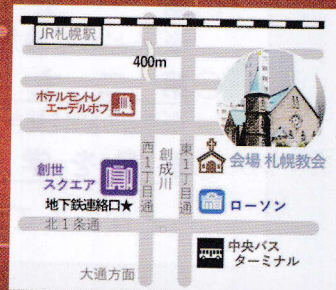 JR札幌駅
400m
ホテルモントレ
エーデルホフ
西1丁目通
創成川
東1丁目通
会場 札幌教会
創世
スクエア
地下鉄連絡口★
ローソン
北1条通
中央バス
ターミナル
大通方面